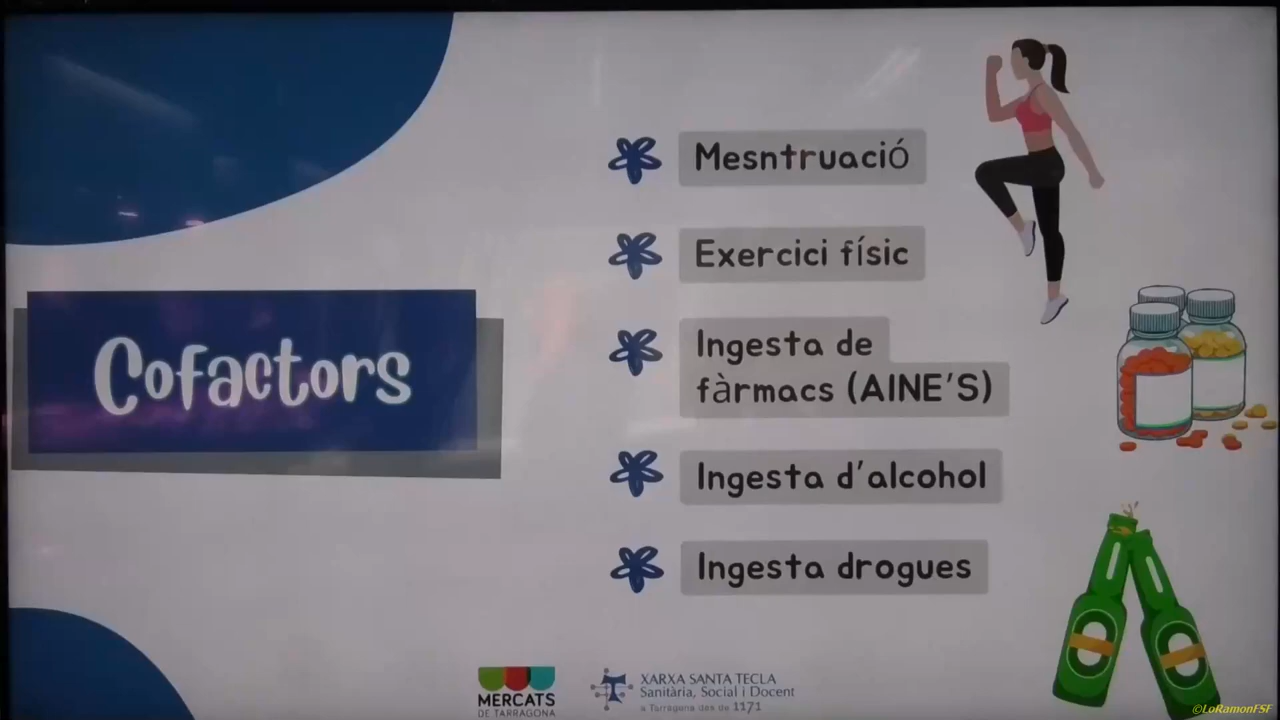 Cofactors
Mesntruació
Exercici físic
Ingesta de
fàrmacs (AINE'S)
Ingesta d'alcohol
Ingesta drogues
MERCATS
DE TARRAGONA
XARXA SANTA TECLA
Sanitària, Social i Docent
a Tarragona des de 1171
©LoRamonFSF